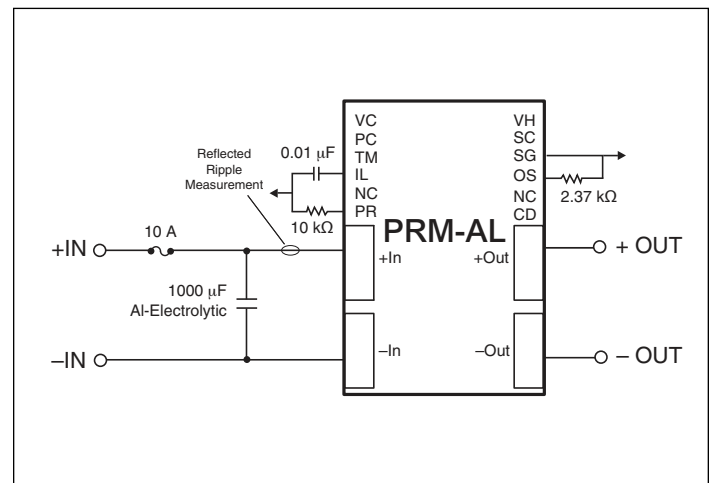 VC
PC
TM
IL
NC
PR
VH
SC
SG
OS
NC
CD
Reflected
Ripple
Measurement
0.01 µF
10 kΩ
2.37 kΩ
PRM-AL
10 A
+IN
+In
+Out
+ OUT
1000 µF
Al-Electrolytic
–IN
–In
–Out
– OUT